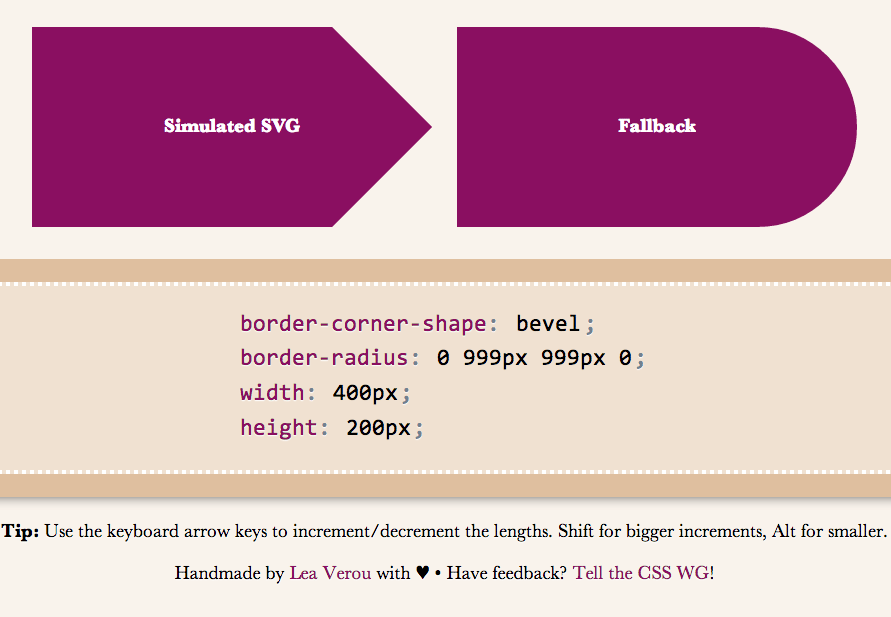 Simulated SVG
Fallback
border-corner-shape: bevel;
border-radius: 0 999px 999px 0;
width: 400px;
height: 200px;
Tip: Use the keyboard arrow keys to increment/decrement the lengths. Shift for bigger increments, Alt for smaller.
Handmade by Lea Verou with ♥ • Have feedback? Tell the CSS WG!